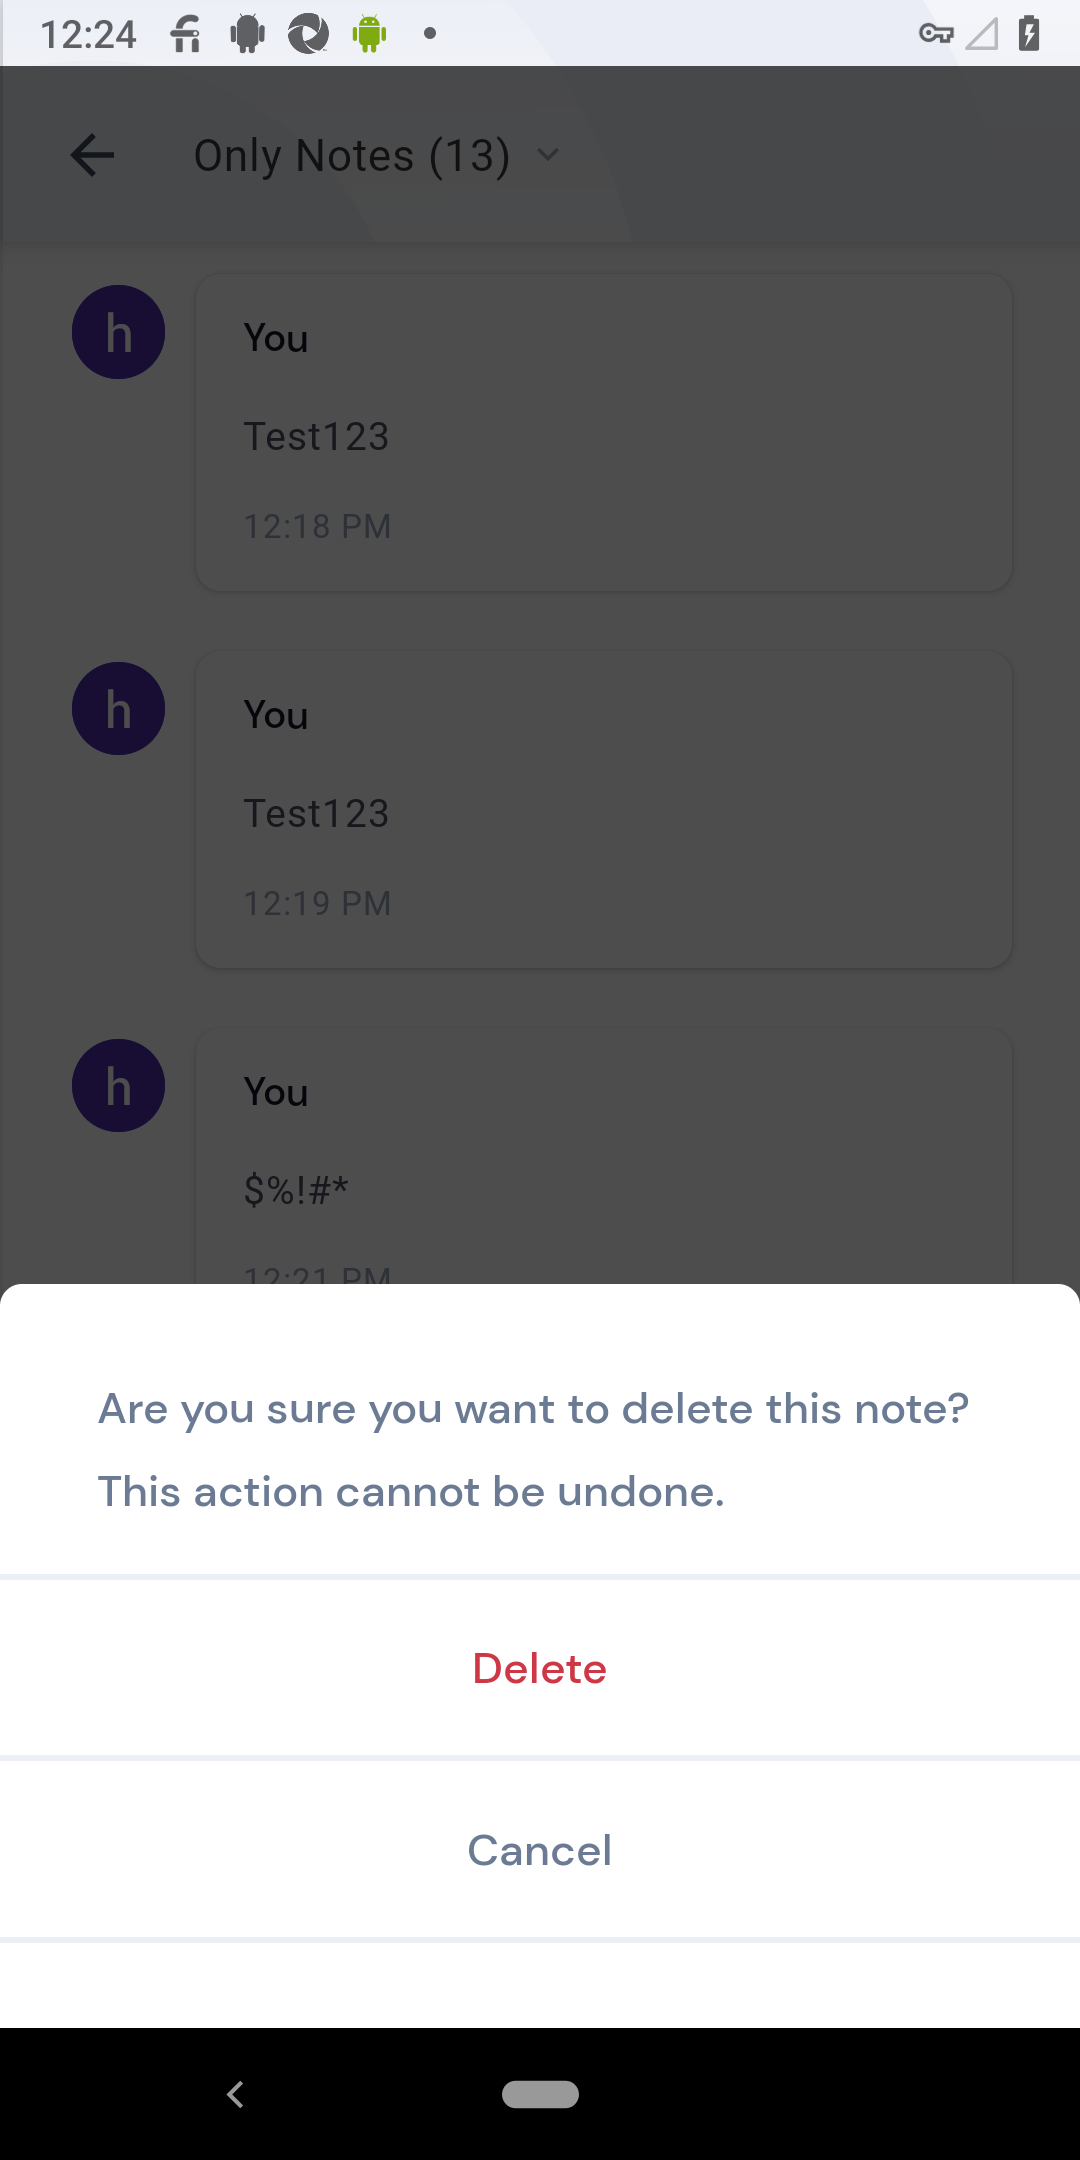 12:24
Only Notes (13)
h
You
Test123
12:18 PM
h
You
Test123
12:19 PM
h
You
$%!#*
12:21 PM
Are you sure you want to delete this note?
This action cannot be undone.
Delete
Cancel